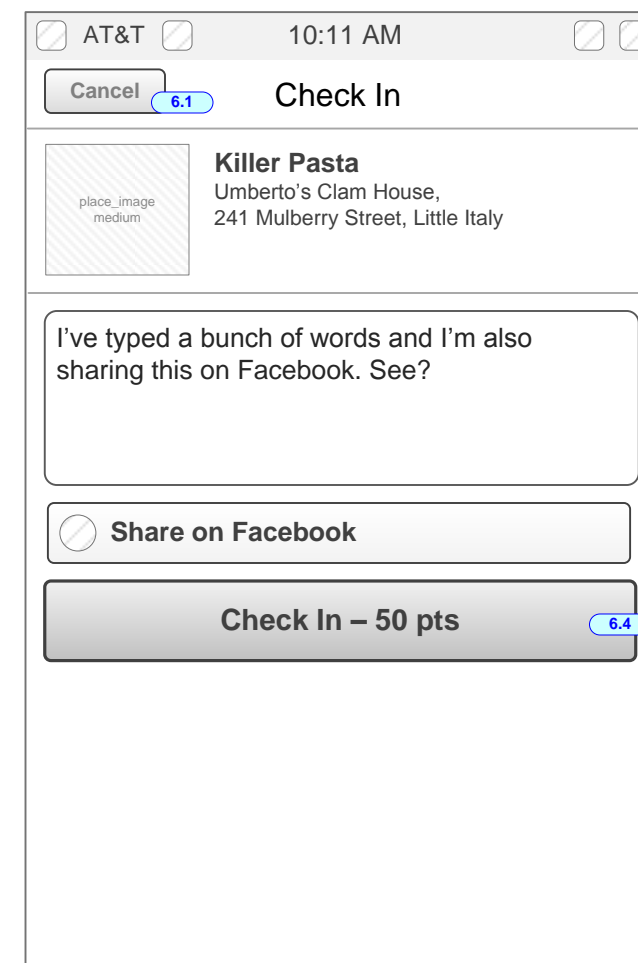 AT&T 10:11 AM
Cancel 6.1 Check In
place_image
medium
Killer Pasta
Umberto’s Clam House,
241 Mulberry Street, Little Italy
I’ve typed a bunch of words and I’m also
sharing this on Facebook. See?
Share on Facebook
Check In – 50 pts 6.4